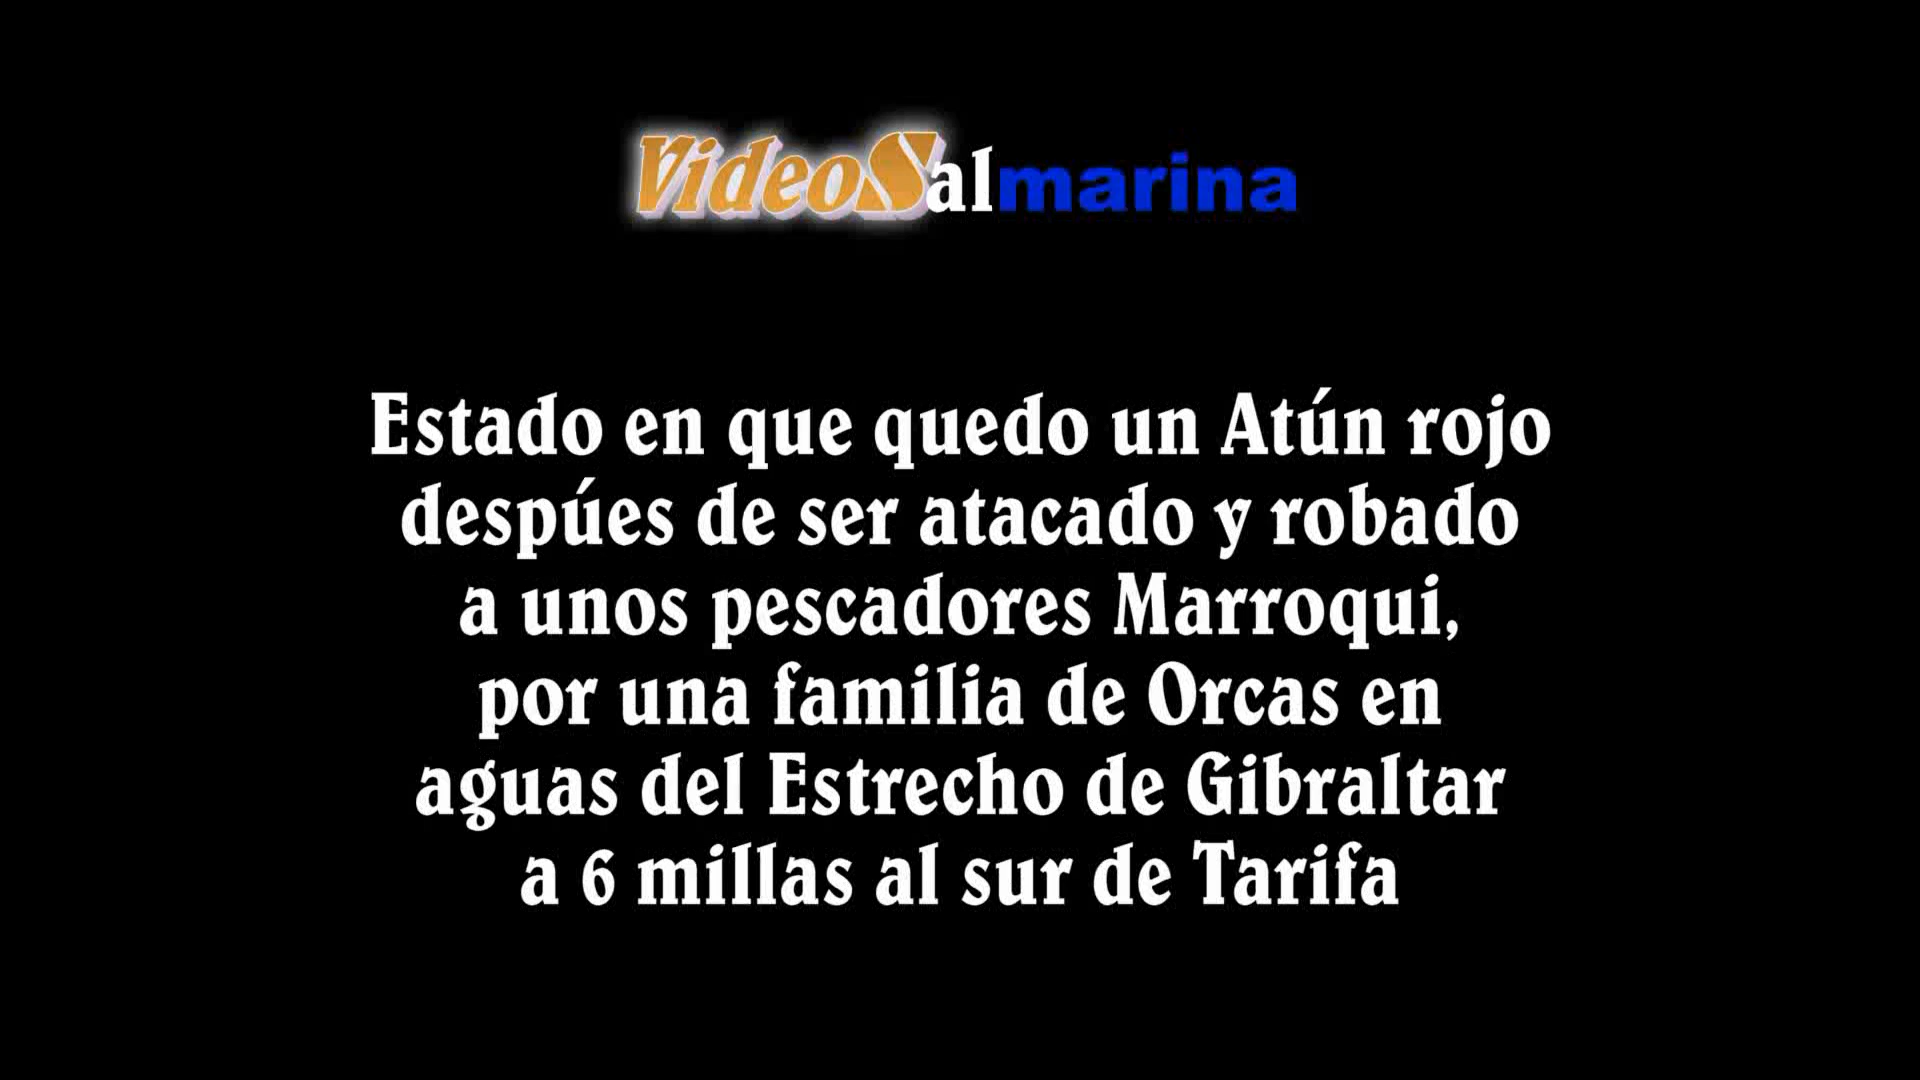 VideoSalmarina
Estado en que quedo un Atún rojo
despúes de ser atacado y robado
a unos pescadores Marroqui,
por una familia de Orcas en
aguas del Estrecho de Gibraltar
a 6 millas al sur de Tarifa